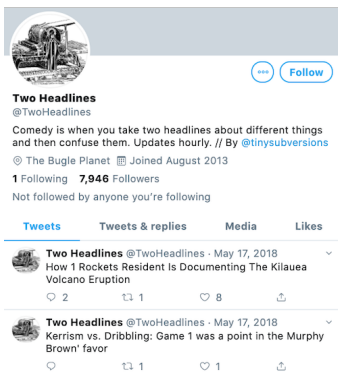 Follow
Two Headlines
@TwoHeadlines
Comedy is when you take two headlines about different things
and then confuse them. Updates hourly. // By @tinysubversions
The Bugle Planet Joined August 2013
1 Following 7,946 Followers
Not followed by anyone you're following
Tweets Tweets & replies Media Likes
Two Headlines @TwoHeadlines · May 17, 2018
How 1 Rockets Resident Is Documenting The Kilauea
Volcano Eruption
2 1 8
Two Headlines @TwoHeadlines · May 17, 2018
Kerrism vs. Dribbling: Game 1 was a point in the Murphy
Brown' favor
1 1